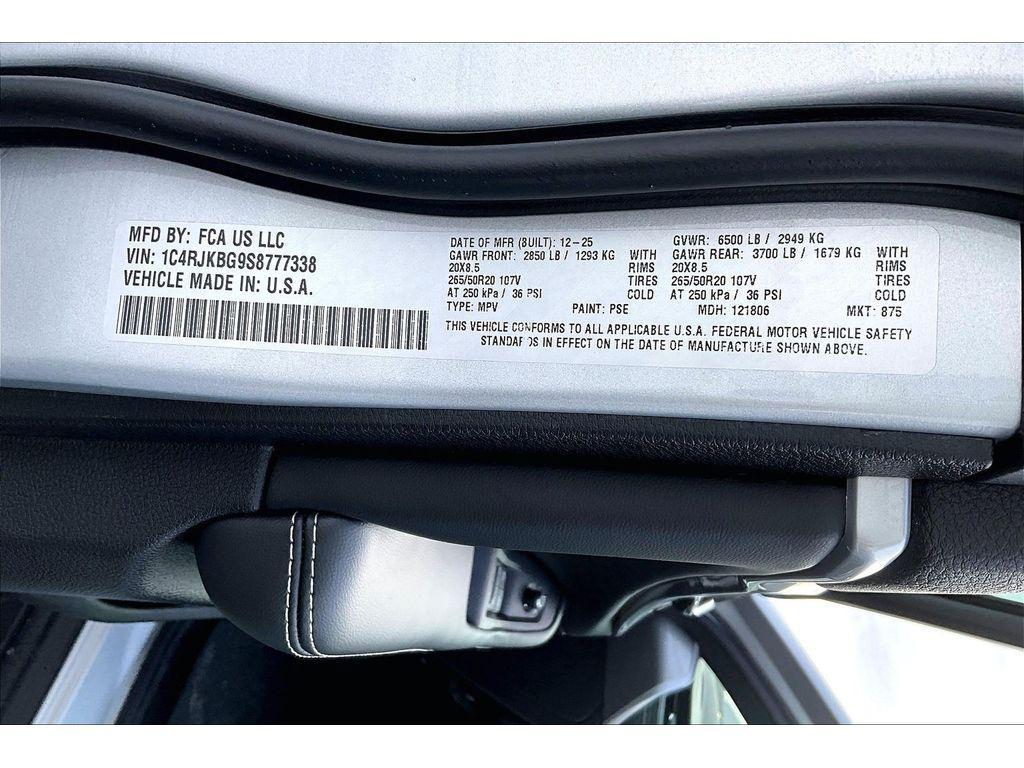 MFD BY: FCA US LLC
VIN: 1C4RJKBG9S8777338
VEHICLE MADE IN: U.S.A.
DATE OF MFR (BUILT): 12-25 GVWR: 6500 LB / 2949 KG
GAWR FRONT: 2850 LB / 1293 KG WITH GAWR REAR: 3700 LB / 1679 KG WITH
20X8.5 RIMS 20X8.5 RIMS
265/50R20 107V TIRES 265/50R20 107V TIRES
AT 250 kPa / 36 PSI COLD AT 250 kPa / 36 PSI COLD
TYPE: MPV PAINT: PSE MDH: 121806 MKT: 875
THIS VEHICLE CONFORMS TO ALL APPLICABLE U.S.A. FEDERAL MOTOR VEHICLE SAFETY
STANDARDS IN EFFECT ON THE DATE OF MANUFACTURE SHOWN ABOVE.